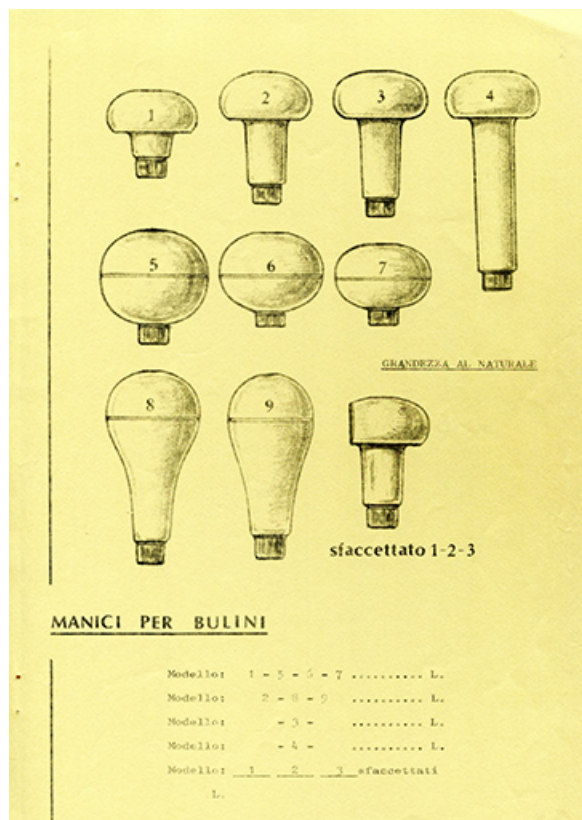 1 2 3 4
5 6 7
GRANDEZZA AL NATURALE
8 9
sfaccettato 1-2-3
MANICI PER BULINI
Modello: 1 - 5 - 6 - 7 .......... L.
Modello: 2 - 8 - 9 .......... L.
Modello: - 3 - .......... L.
Modello: - 4 - .......... L.
Modello: 1 2 3 sfaccettati
L.